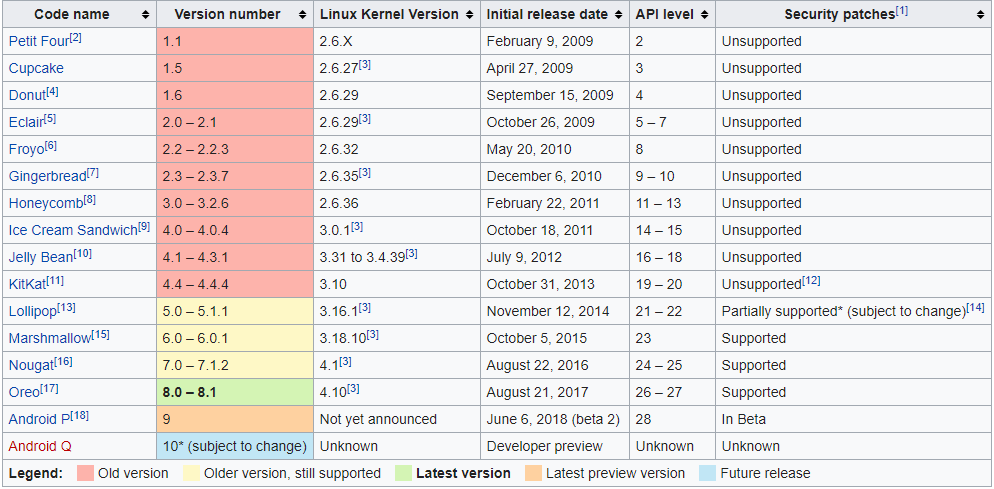 Code name Version number Linux Kernel Version Initial release date API level Security patches[1]
Petit Four[2] 1.1 2.6.X February 9, 2009 2 Unsupported
Cupcake 1.5 2.6.27[3] April 27, 2009 3 Unsupported
Donut[4] 1.6 2.6.29 September 15, 2009 4 Unsupported
Eclair[5] 2.0 – 2.1 2.6.29[3] October 26, 2009 5 – 7 Unsupported
Froyo[6] 2.2 – 2.2.3 2.6.32 May 20, 2010 8 Unsupported
Gingerbread[7] 2.3 – 2.3.7 2.6.35[3] December 6, 2010 9 – 10 Unsupported
Honeycomb[8] 3.0 – 3.2.6 2.6.36 February 22, 2011 11 – 13 Unsupported
Ice Cream Sandwich[9] 4.0 – 4.0.4 3.0.1[3] October 18, 2011 14 – 15 Unsupported
Jelly Bean[10] 4.1 – 4.3.1 3.31 to 3.4.39[3] July 9, 2012 16 – 18 Unsupported
KitKat[11] 4.4 – 4.4.4 3.10 October 31, 2013 19 – 20 Unsupported[12]
Lollipop[13] 5.0 – 5.1.1 3.16.1[3] November 12, 2014 21 – 22 Partially supported* (subject to change)[14]
Marshmallow[15] 6.0 – 6.0.1 3.18.10[3] October 5, 2015 23 Supported
Nougat[16] 7.0 – 7.1.2 4.1[3] August 22, 2016 24 – 25 Supported
Oreo[17] 8.0 – 8.1 4.10[3] August 21, 2017 26 – 27 Supported
Android P[18] 9 Not yet announced June 6, 2018 (beta 2) 28 In Beta
Android Q 10* (subject to change) Unknown Developer preview Unknown Unknown
Legend: Old version Older version, still supported Latest version Latest preview version Future release